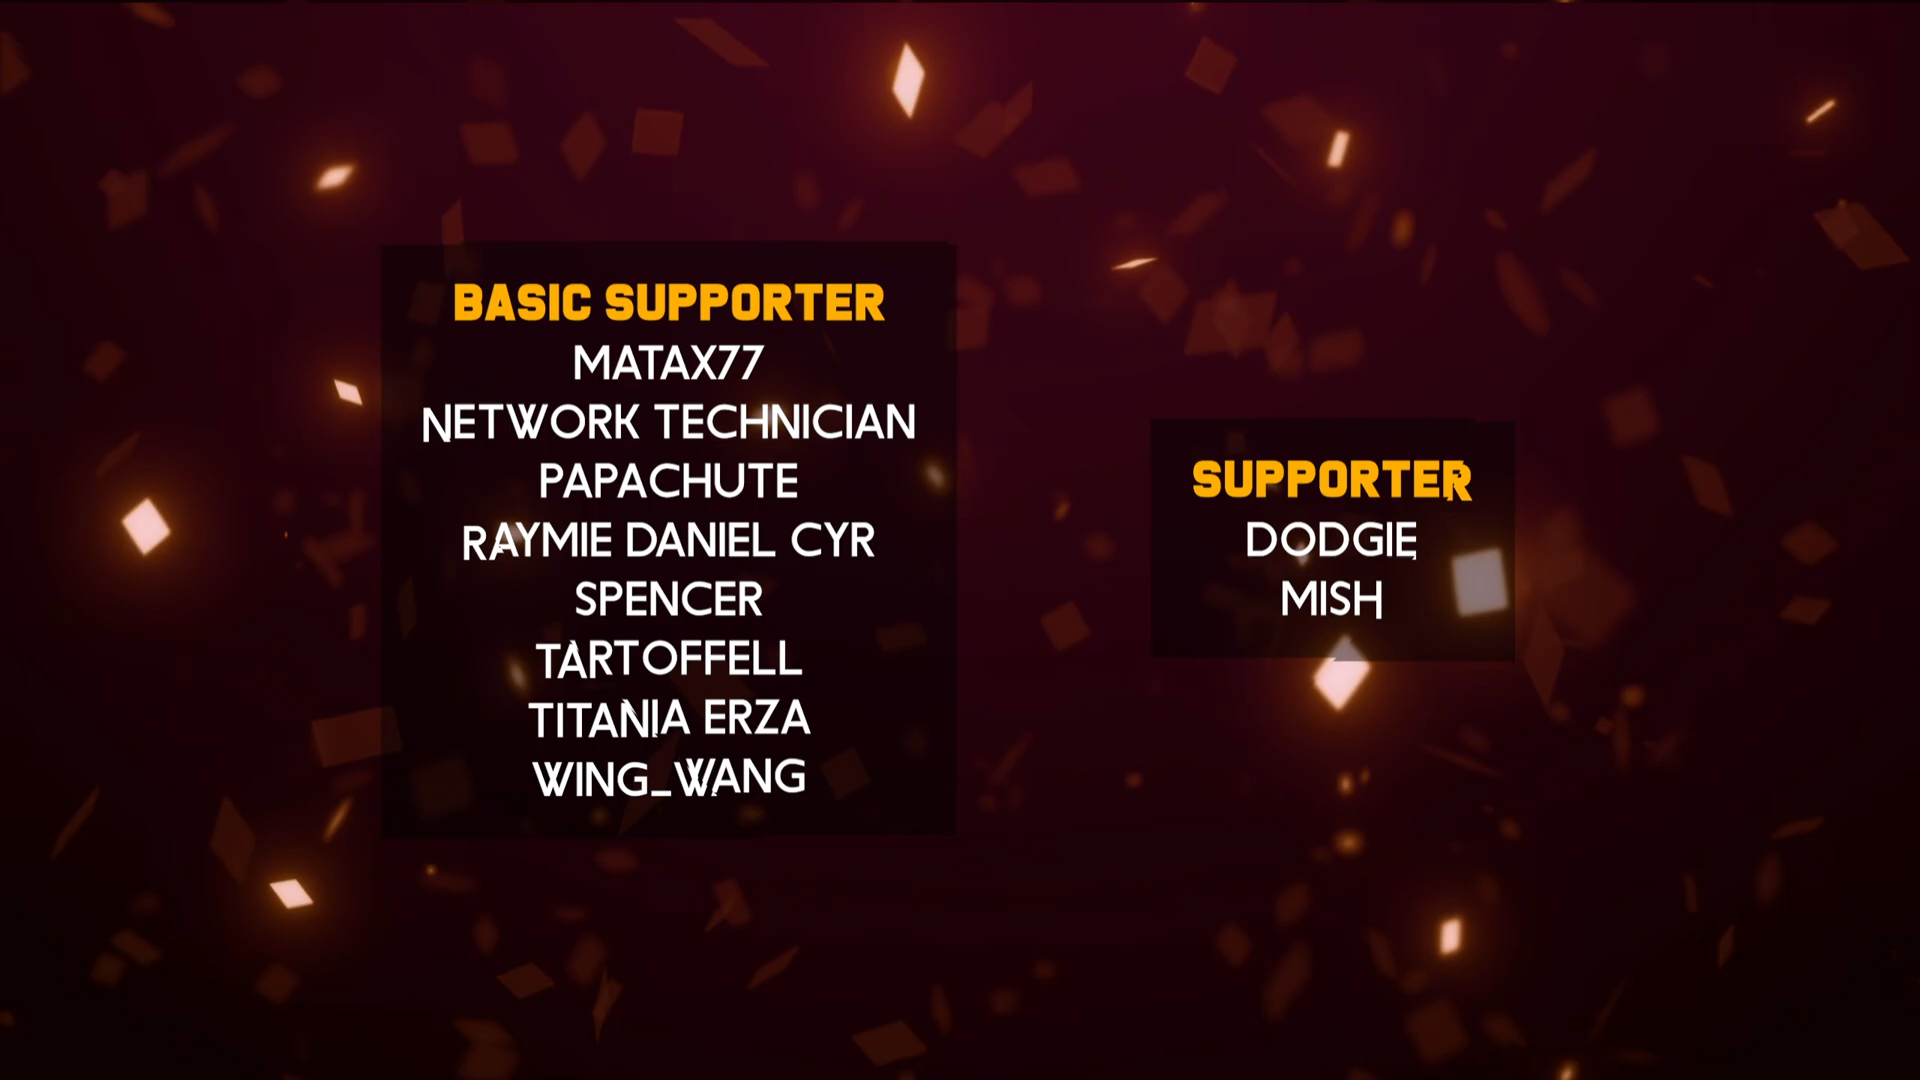 BASIC SUPPORTER
MATAX77
NETWORK TECHNICIAN
PAPACHUTE
RAYMIE DANIEL CYR
SPENCER
TARTOFFELL
TITANIA ERZA
WING_WANG
SUPPORTER
DODGIE
MISH